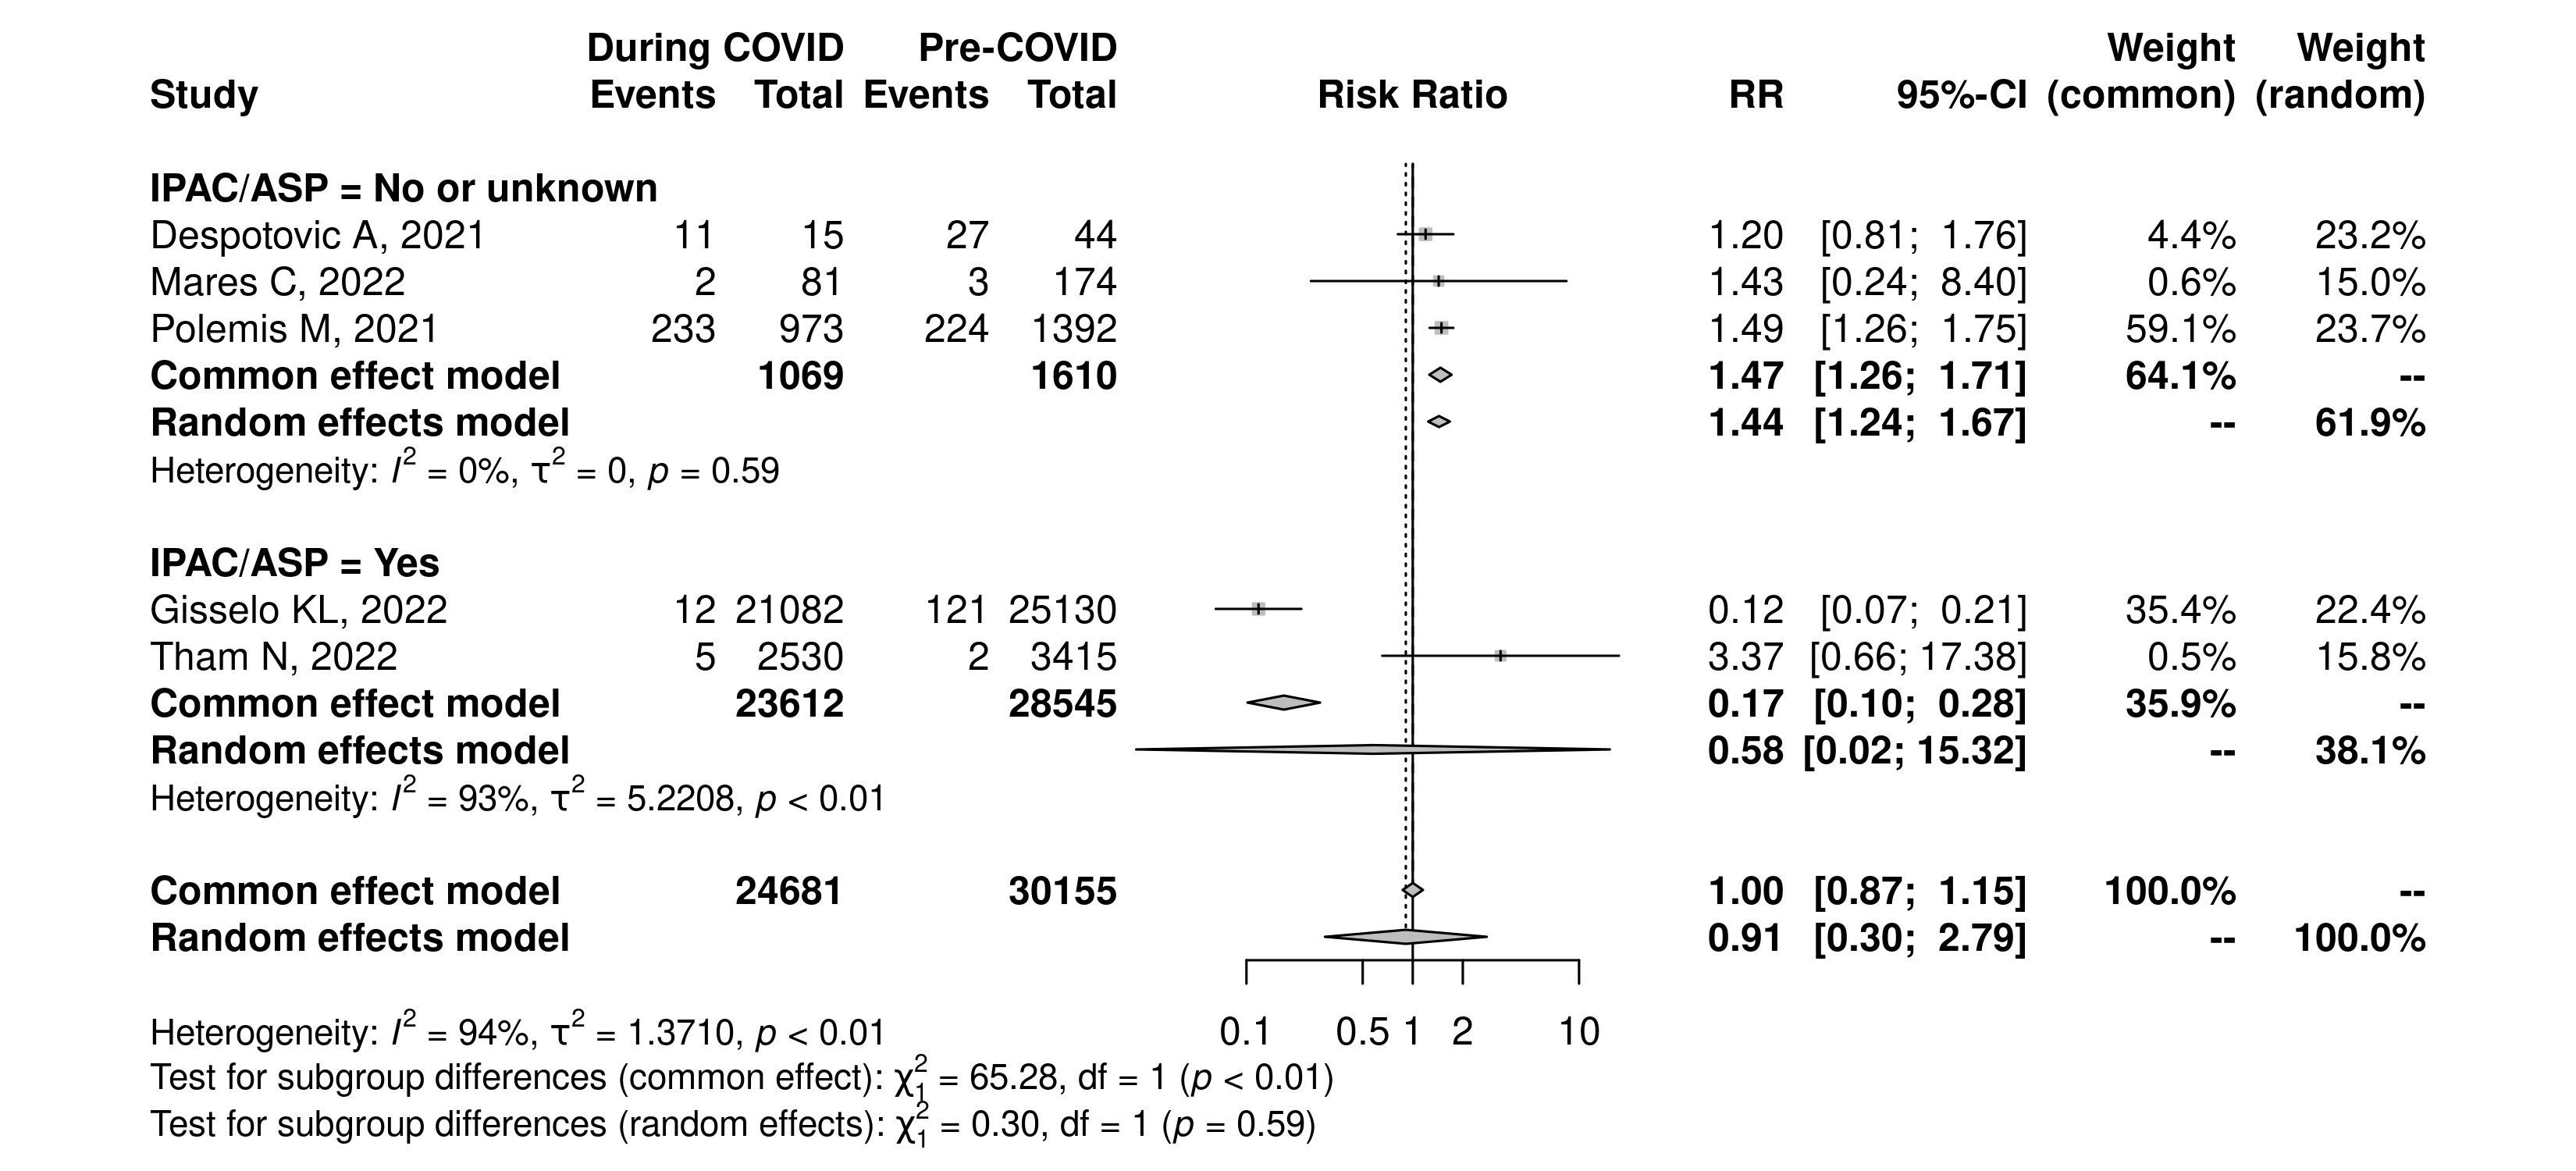 During COVID Pre-COVID Weight Weight
Study Events Total Events Total Risk Ratio RR 95%-CI (common) (random)
IPAC/ASP = No or unknown
Despotovic A, 2021 11 15 27 44 1.20 [0.81; 1.76] 4.4% 23.2%
Mares C, 2022 2 81 3 174 1.43 [0.24; 8.40] 0.6% 15.0%
Polemis M, 2021 233 973 224 1392 1.49 [1.26; 1.75] 59.1% 23.7%
Common effect model 1069 1610 1.47 [1.26; 1.71] 64.1% --
Random effects model 1.44 [1.24; 1.67] -- 61.9%
Heterogeneity: I² = 0%, τ² = 0, p = 0.59
IPAC/ASP = Yes
Gisselo KL, 2022 12 21082 121 25130 0.12 [0.07; 0.21] 35.4% 22.4%
Tham N, 2022 5 2530 2 3415 3.37 [0.66; 17.38] 0.5% 15.8%
Common effect model 23612 28545 0.17 [0.10; 0.28] 35.9% --
Random effects model 0.58 [0.02; 15.32] -- 38.1%
Heterogeneity: I² = 93%, τ² = 5.2208, p < 0.01
Common effect model 24681 30155 1.00 [0.87; 1.15] 100.0% --
Random effects model 0.91 [0.30; 2.79] -- 100.0%
Heterogeneity: I² = 94%, τ² = 1.3710, p < 0.01 0.1 0.5 1 2 10
Test for subgroup differences (common effect): χ²₁ = 65.28, df = 1 (p < 0.01)
Test for subgroup differences (random effects): χ²₁ = 0.30, df = 1 (p = 0.59)